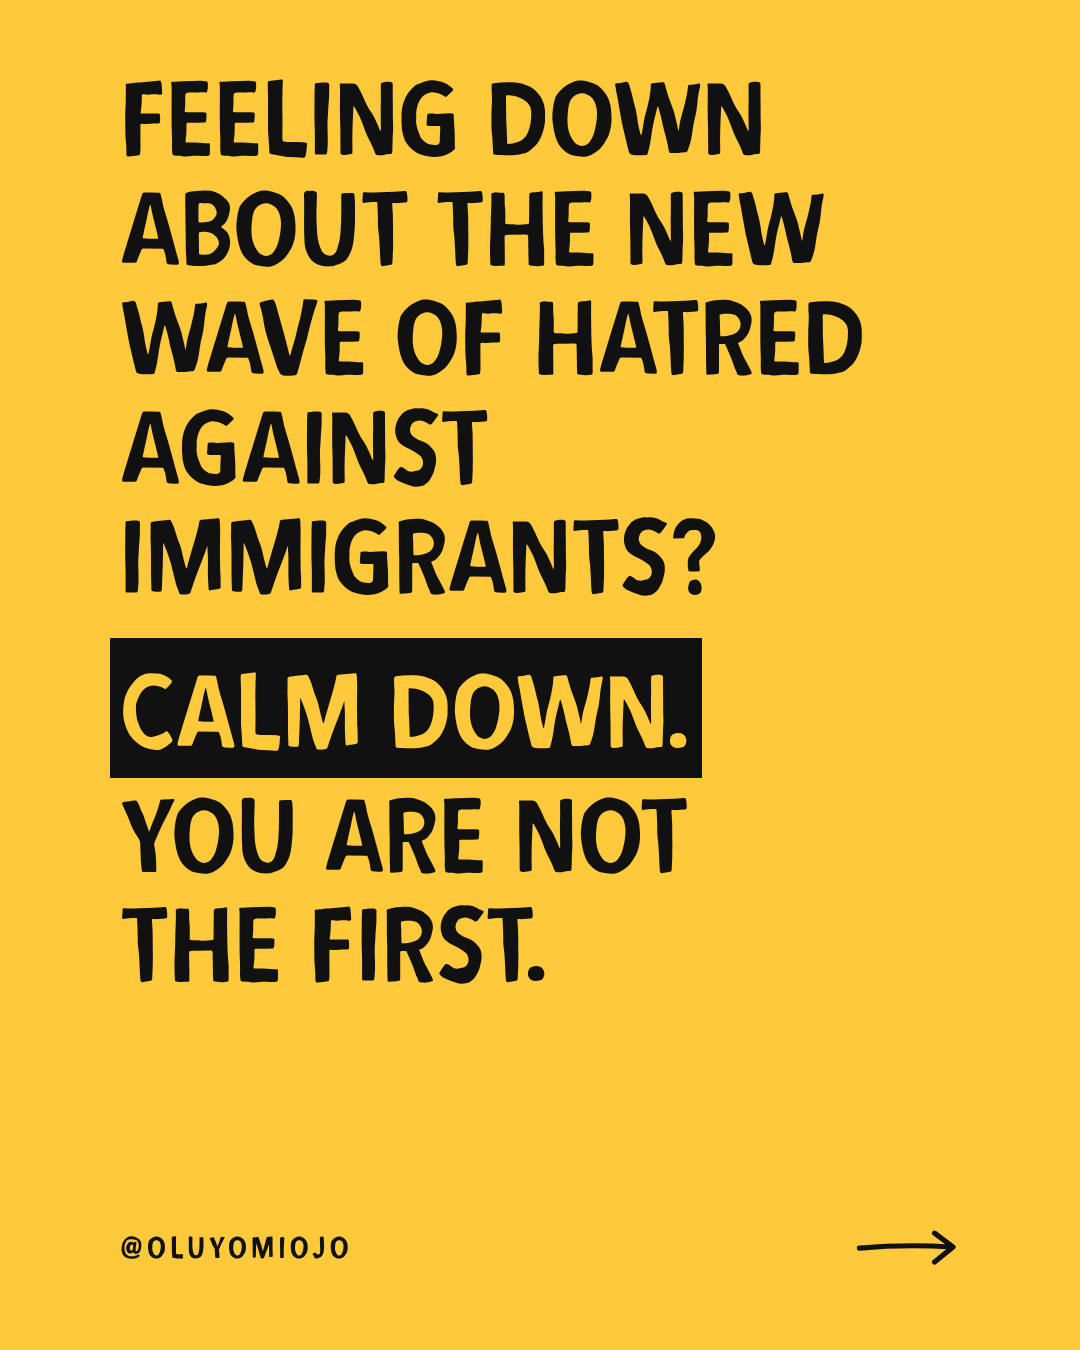 FEELING DOWN
ABOUT THE NEW
WAVE OF HATRED
AGAINST
IMMIGRANTS?
CALM DOWN.
YOU ARE NOT
THE FIRST.
@OLUYOMIOJO